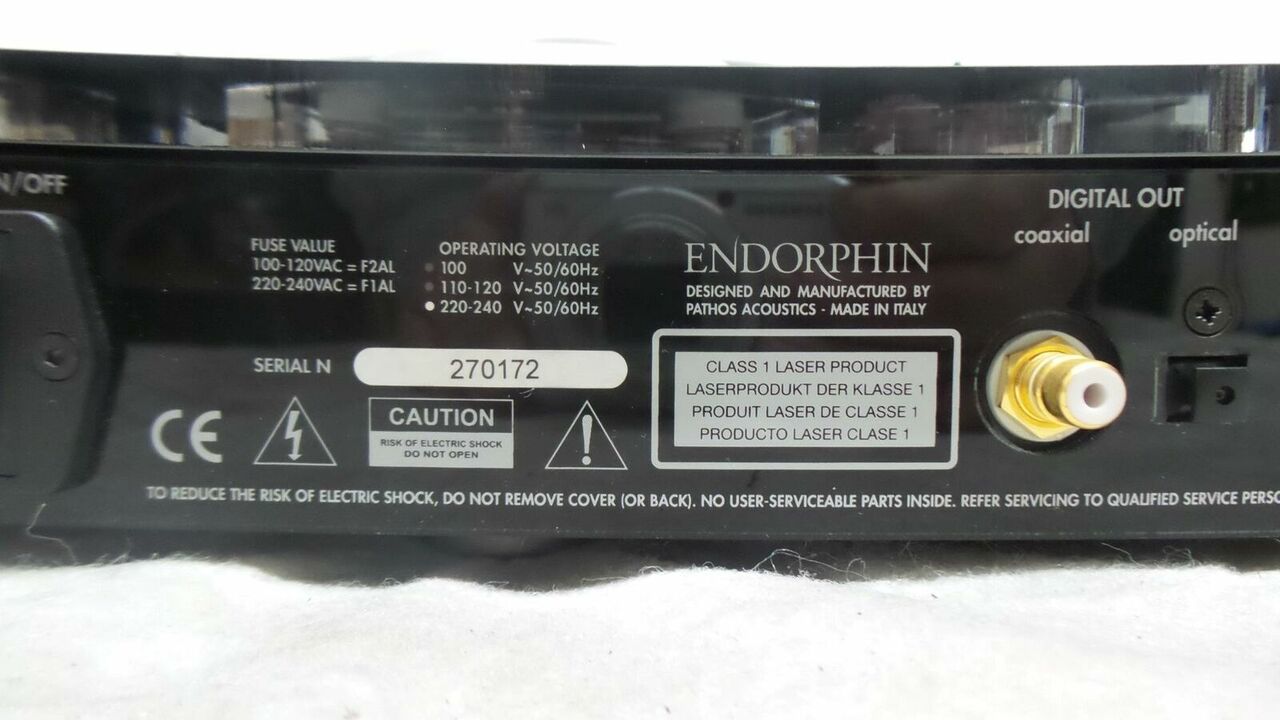 N/OFF
FUSE VALUE
100-120VAC = F2AL
220-240VAC = F1AL
OPERATING VOLTAGE
100 V~50/60Hz
110-120 V~50/60Hz
220-240 V~50/60Hz
ENDORPHIN
DESIGNED AND MANUFACTURED BY
PATHOS ACOUSTICS - MADE IN ITALY
DIGITAL OUT
coaxial optical
SERIAL N 270172
CLASS 1 LASER PRODUCT
LASERPRODUKT DER KLASSE 1
PRODUIT LASER DE CLASSE 1
PRODUCTO LASER CLASE 1
CE
CAUTION
RISK OF ELECTRIC SHOCK
DO NOT OPEN
TO REDUCE THE RISK OF ELECTRIC SHOCK, DO NOT REMOVE COVER (OR BACK). NO USER-SERVICEABLE PARTS INSIDE. REFER SERVICING TO QUALIFIED SERVICE PERSO